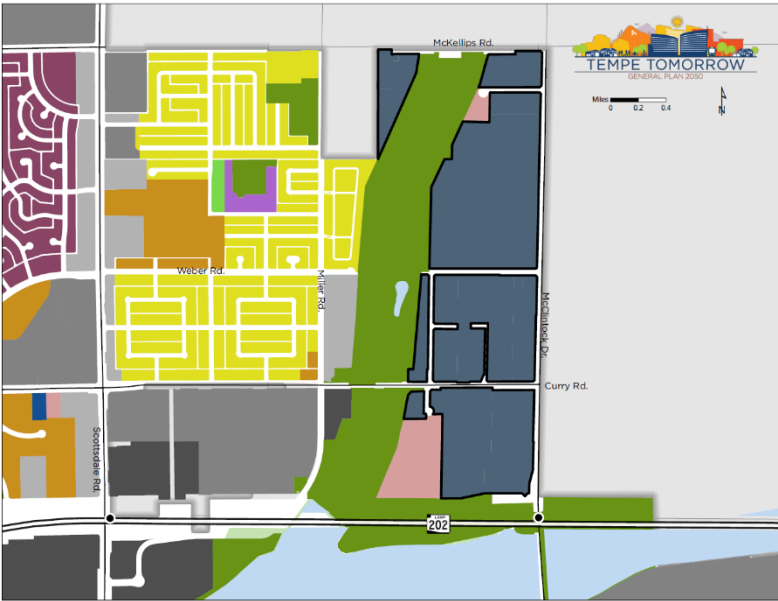 McKellips Rd.
TEMPE TOMORROW
GENERAL PLAN 2050
Miles
0 0.2 0.4
N
Weber Rd.
Miller Rd.
McClintock Dr.
Curry Rd.
Scottsdale Rd.
LOOP
202